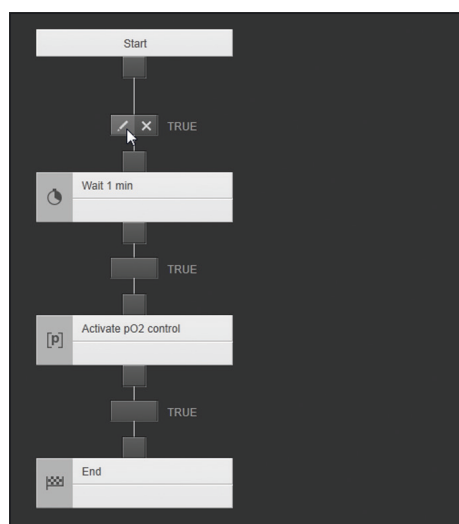 Start
TRUE
Wait 1 min
TRUE
[p]
Activate pO2 control
TRUE
End